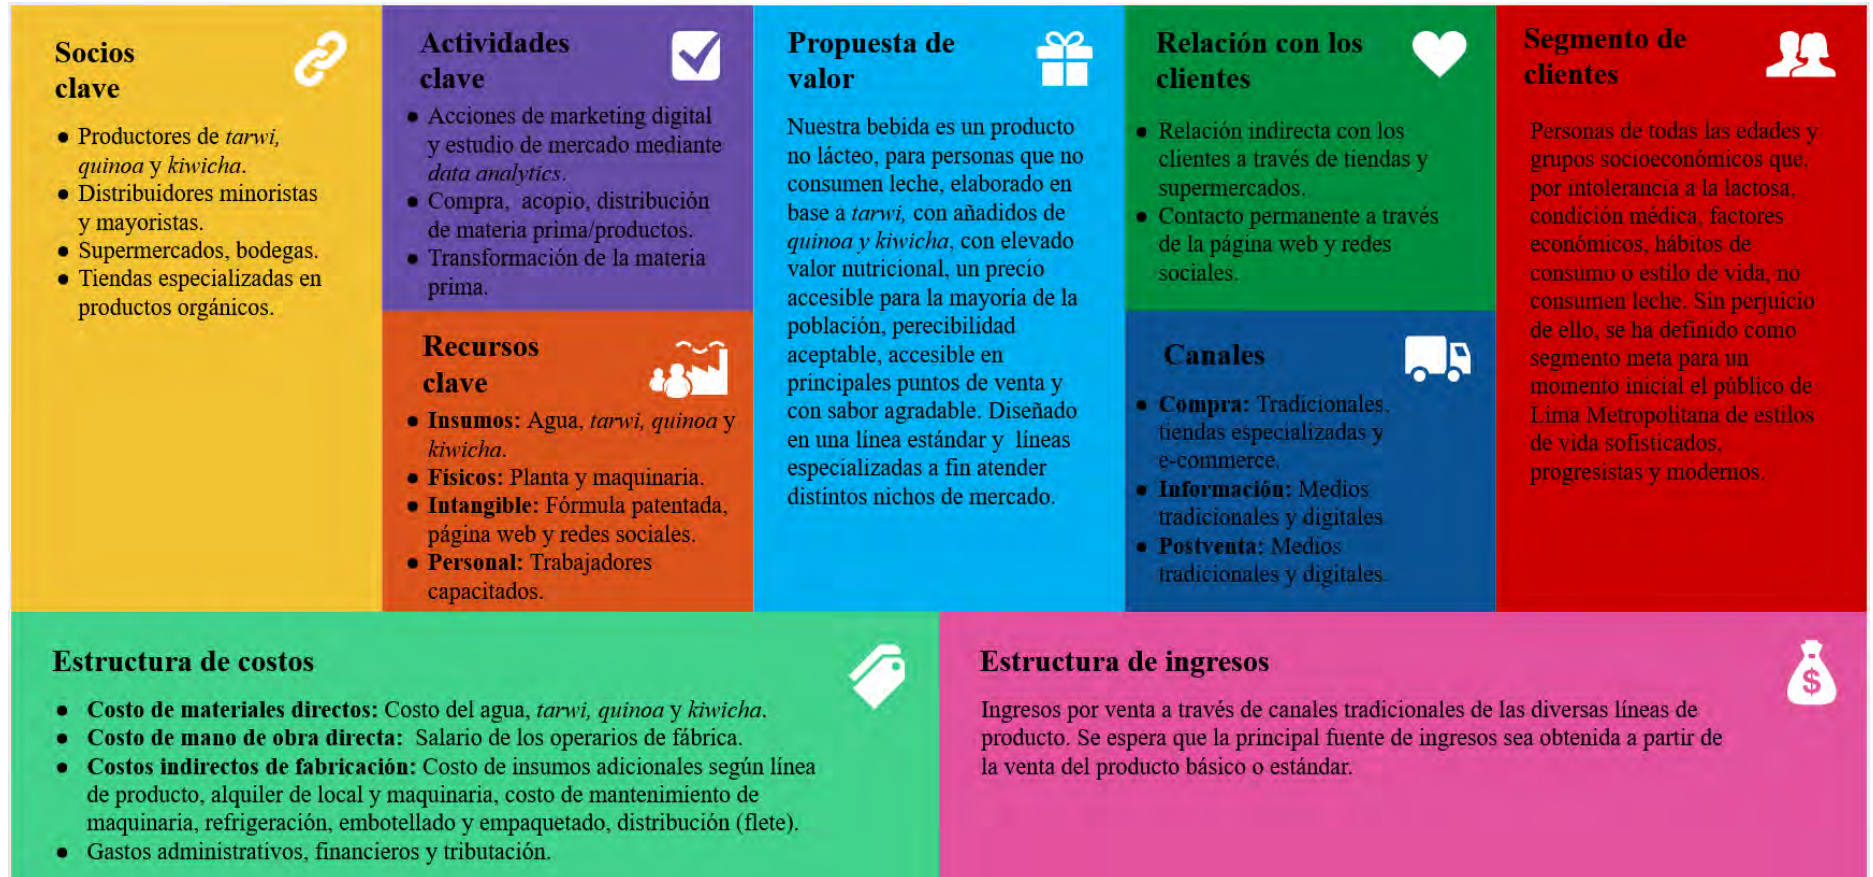 Socios
clave
● Productores de tarwi,
quinoa y kiwicha.
● Distribuidores minoristas
y mayoristas.
● Supermercados, bodegas.
● Tiendas especializadas en
productos orgánicos.
Actividades
clave
● Acciones de marketing digital
y estudio de mercado mediante
data analytics.
● Compra, acopio, distribución
de materia prima/productos.
● Transformación de la materia
prima.
Recursos
clave
● Insumos: Agua, tarwi, quinoa y
kiwicha.
● Físicos: Planta y maquinaria.
● Intangible: Fórmula patentada,
página web y redes sociales.
● Personal: Trabajadores
capacitados.
Propuesta de
valor
Nuestra bebida es un producto
no lácteo, para personas que no
consumen leche, elaborado en
base a tarwi, con añadidos de
quinoa y kiwicha, con elevado
valor nutricional, un precio
accesible para la mayoría de la
población, perecibilidad
aceptable, accesible en
principales puntos de venta y
con sabor agradable. Diseñado
en una línea estándar y líneas
especializadas a fin atender
distintos nichos de mercado.
Relación con los
clientes
● Relación indirecta con los
clientes a través de tiendas y
supermercados.
● Contacto permanente a través
de la página web y redes
sociales.
Canales
● Compra: Tradicionales,
tiendas especializadas y
e-commerce.
● Información: Medios
tradicionales y digitales
● Postventa: Medios
tradicionales y digitales.
Segmento de
clientes
Personas de todas las edades y
grupos socioeconómicos que,
por intolerancia a la lactosa,
condición médica, factores
económicos, hábitos de
consumo o estilo de vida, no
consumen leche. Sin perjuicio
de ello, se ha definido como
segmento meta para un
momento inicial el público de
Lima Metropolitana de estilos
de vida sofisticados,
progresistas y modernos.
Estructura de costos
● Costo de materiales directos: Costo del agua, tarwi, quinoa y kiwicha.
● Costo de mano de obra directa: Salario de los operarios de fábrica.
● Costos indirectos de fabricación: Costo de insumos adicionales según línea
de producto, alquiler de local y maquinaria, costo de mantenimiento de
maquinaria, refrigeración, embotellado y empaquetado, distribución (flete).
● Gastos administrativos, financieros y tributación.
Estructura de ingresos
$
Ingresos por venta a través de canales tradicionales de las diversas líneas de
producto. Se espera que la principal fuente de ingresos sea obtenida a partir de
la venta del producto básico o estándar.